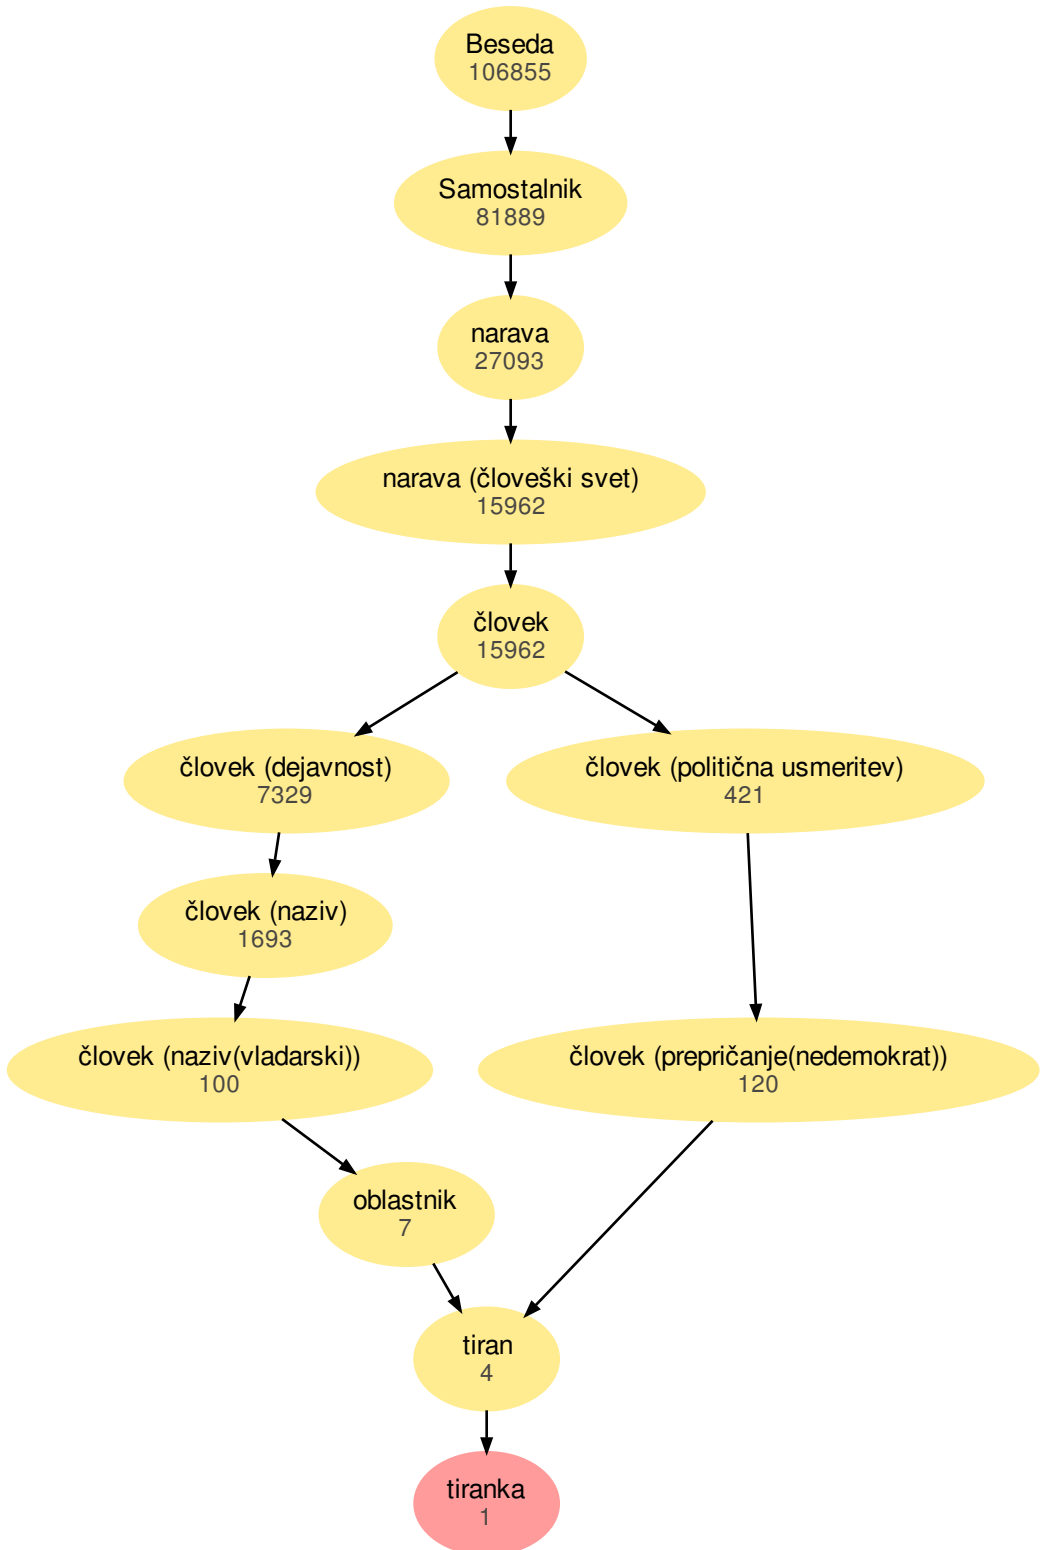 Beseda
106855
Samostalnik
81889
narava
27093
narava (človeški svet)
15962
človek
15962
človek (dejavnost)
7329
človek (politična usmeritev)
421
človek (naziv)
1693
človek (naziv(vladarski))
100
človek (prepričanje(nedemokrat))
120
oblastnik
7
tiran
4
tiranka
1